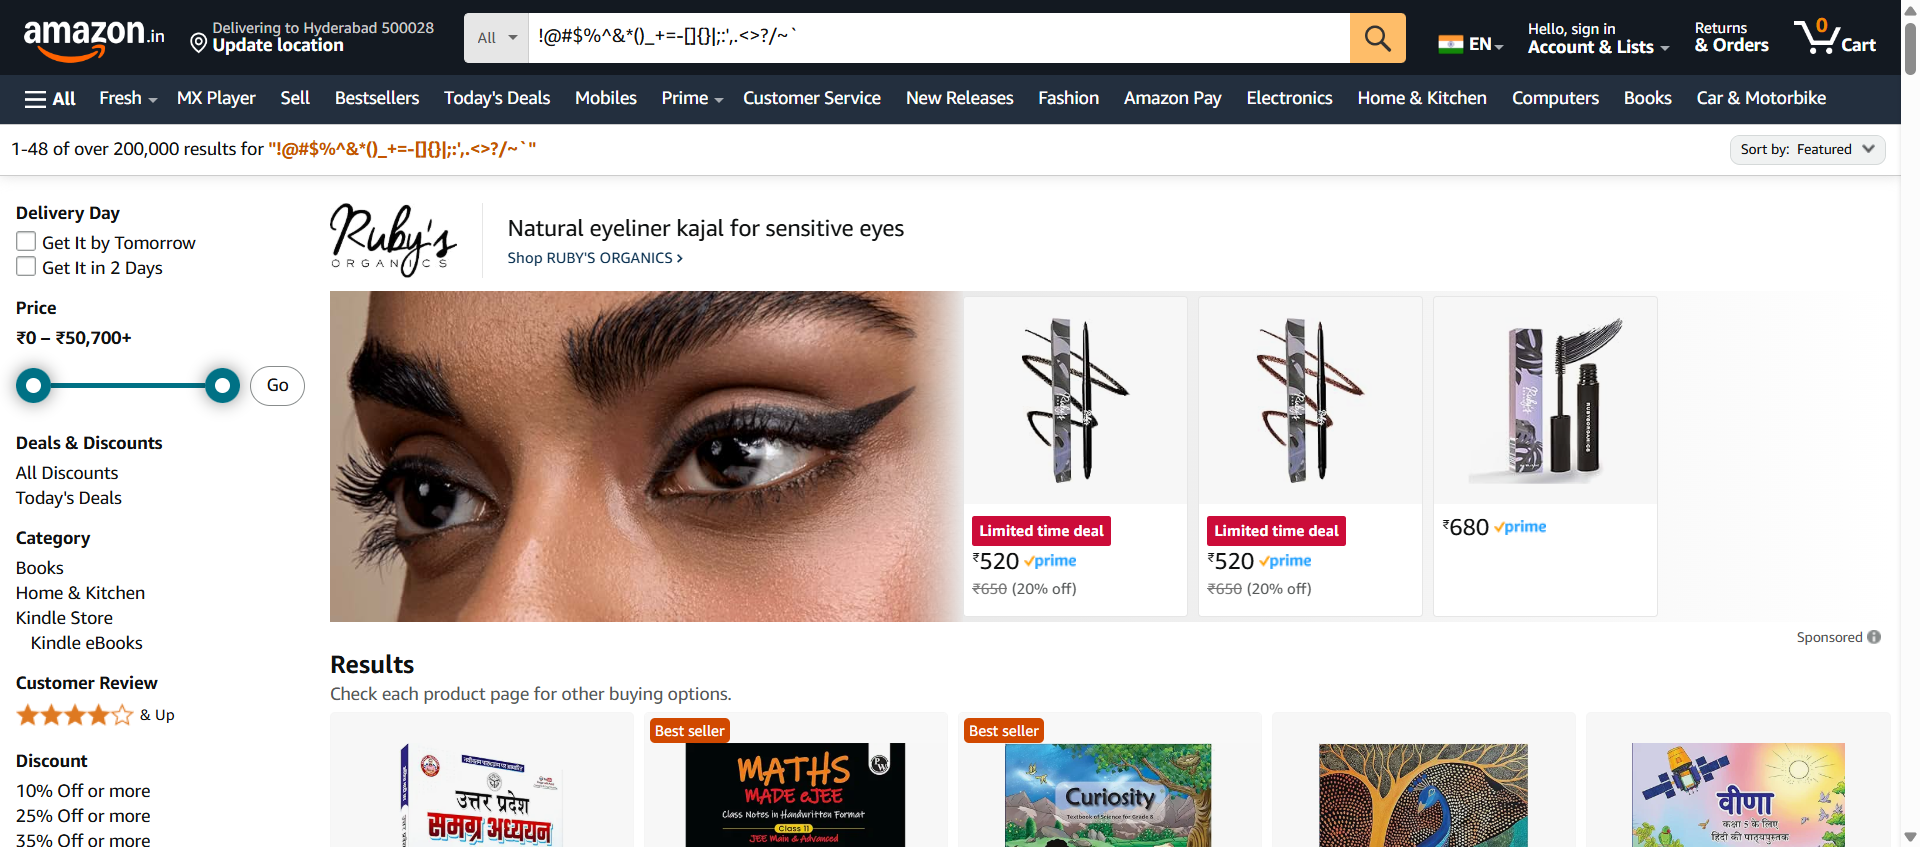 amazon.in
Delivering to Hyderabad 500028
Update location
All
!@#$%^&*()_+=-[]{}|;:',.<>?/~`
EN
Hello, sign in
Account & Lists
Returns
& Orders
0
Cart
All
Fresh
MX Player
Sell
Bestsellers
Today's Deals
Mobiles
Prime
Customer Service
New Releases
Fashion
Amazon Pay
Electronics
Home & Kitchen
Computers
Books
Car & Motorbike
1-48 of over 200,000 results for "!@#$%^&*()_+=-[]{}|;:',.<>?/~`"
Sort by: Featured
Delivery Day
Get It by Tomorrow
Get It in 2 Days
Price
₹0 – ₹50,700+
Go
Deals & Discounts
All Discounts
Today's Deals
Category
Books
Home & Kitchen
Kindle Store
Kindle eBooks
Customer Review
& Up
Discount
10% Off or more
25% Off or more
35% Off or more
Ruby's
ORGANICS
Natural eyeliner kajal for sensitive eyes
Shop RUBY'S ORGANICS ›
Limited time deal
₹520 prime
₹650 (20% off)
Limited time deal
₹520 prime
₹650 (20% off)
₹680 prime
Sponsored
Results
Check each product page for other buying options.
उत्तर प्रदेश
समग्र अध्ययन
Best seller
MATHS
MADE eJEE
Class Notes in Handwritten Format
Class 11
JEE Main & Advanced
PW
Best seller
Curiosity
Textbook of Science for Grade 8
वीणा
कक्षा 5 के लिए
हिंदी की पाठ्यपुस्तक